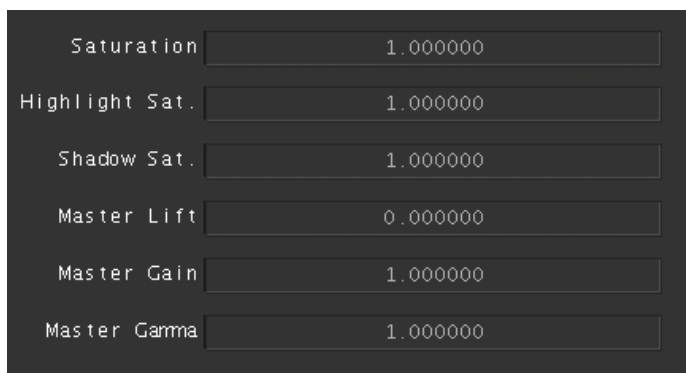 Saturation 1.000000
Highlight Sat. 1.000000
Shadow Sat. 1.000000
Master Lift 0.000000
Master Gain 1.000000
Master Gamma 1.000000